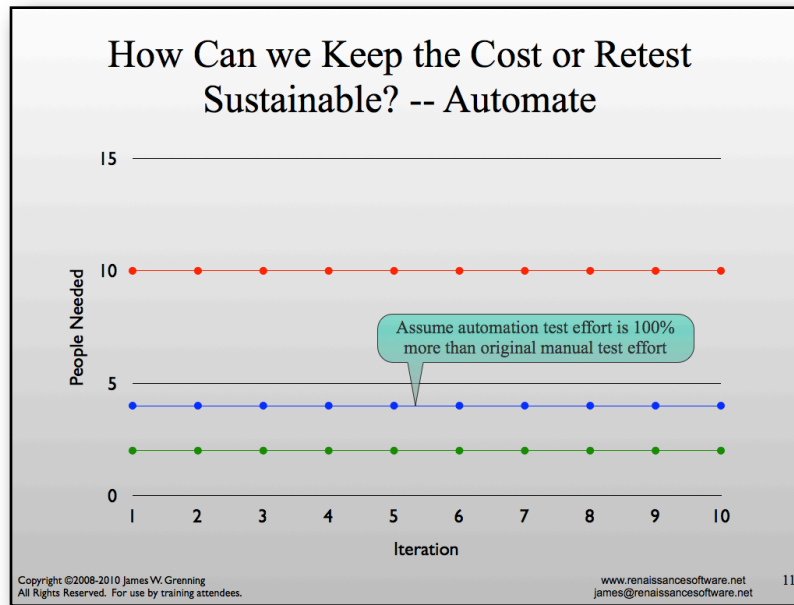 How Can we Keep the Cost or Retest
Sustainable? -- Automate
15
10
5
0
People Needed
Assume automation test effort is 100%
more than original manual test effort
1 2 3 4 5 6 7 8 9 10
Iteration
Copyright ©2008-2010 James W. Grenning
All Rights Reserved. For use by training attendees.
www.renaissancesoftware.net
james@renaissancesoftware.net
11